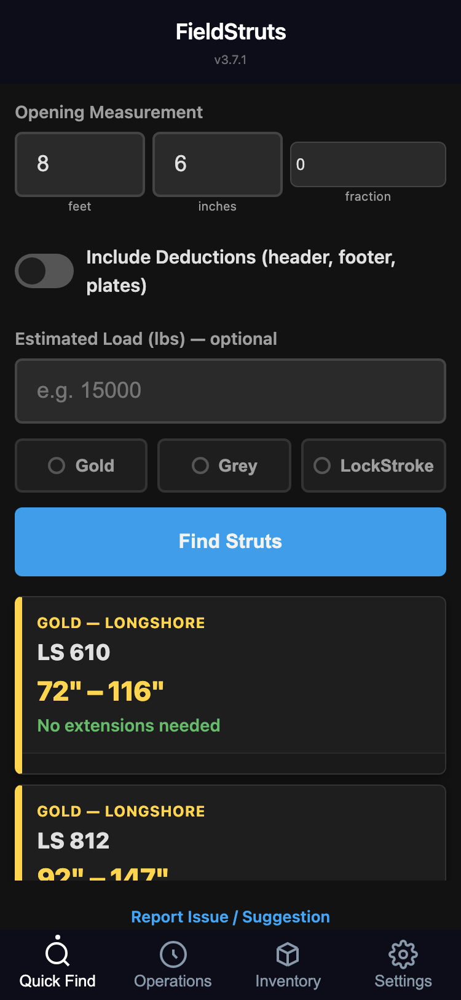 FieldStruts
v3.7.1
Opening Measurement
8 6 0
feet inches fraction
Include Deductions (header, footer,
plates)
Estimated Load (lbs) — optional
e.g. 15000
Gold Grey LockStroke
Find Struts
GOLD — LONGSHORE
LS 610
72" – 116"
No extensions needed
GOLD — LONGSHORE
LS 812
92" – 147"
Report Issue / Suggestion
Quick Find Operations Inventory Settings